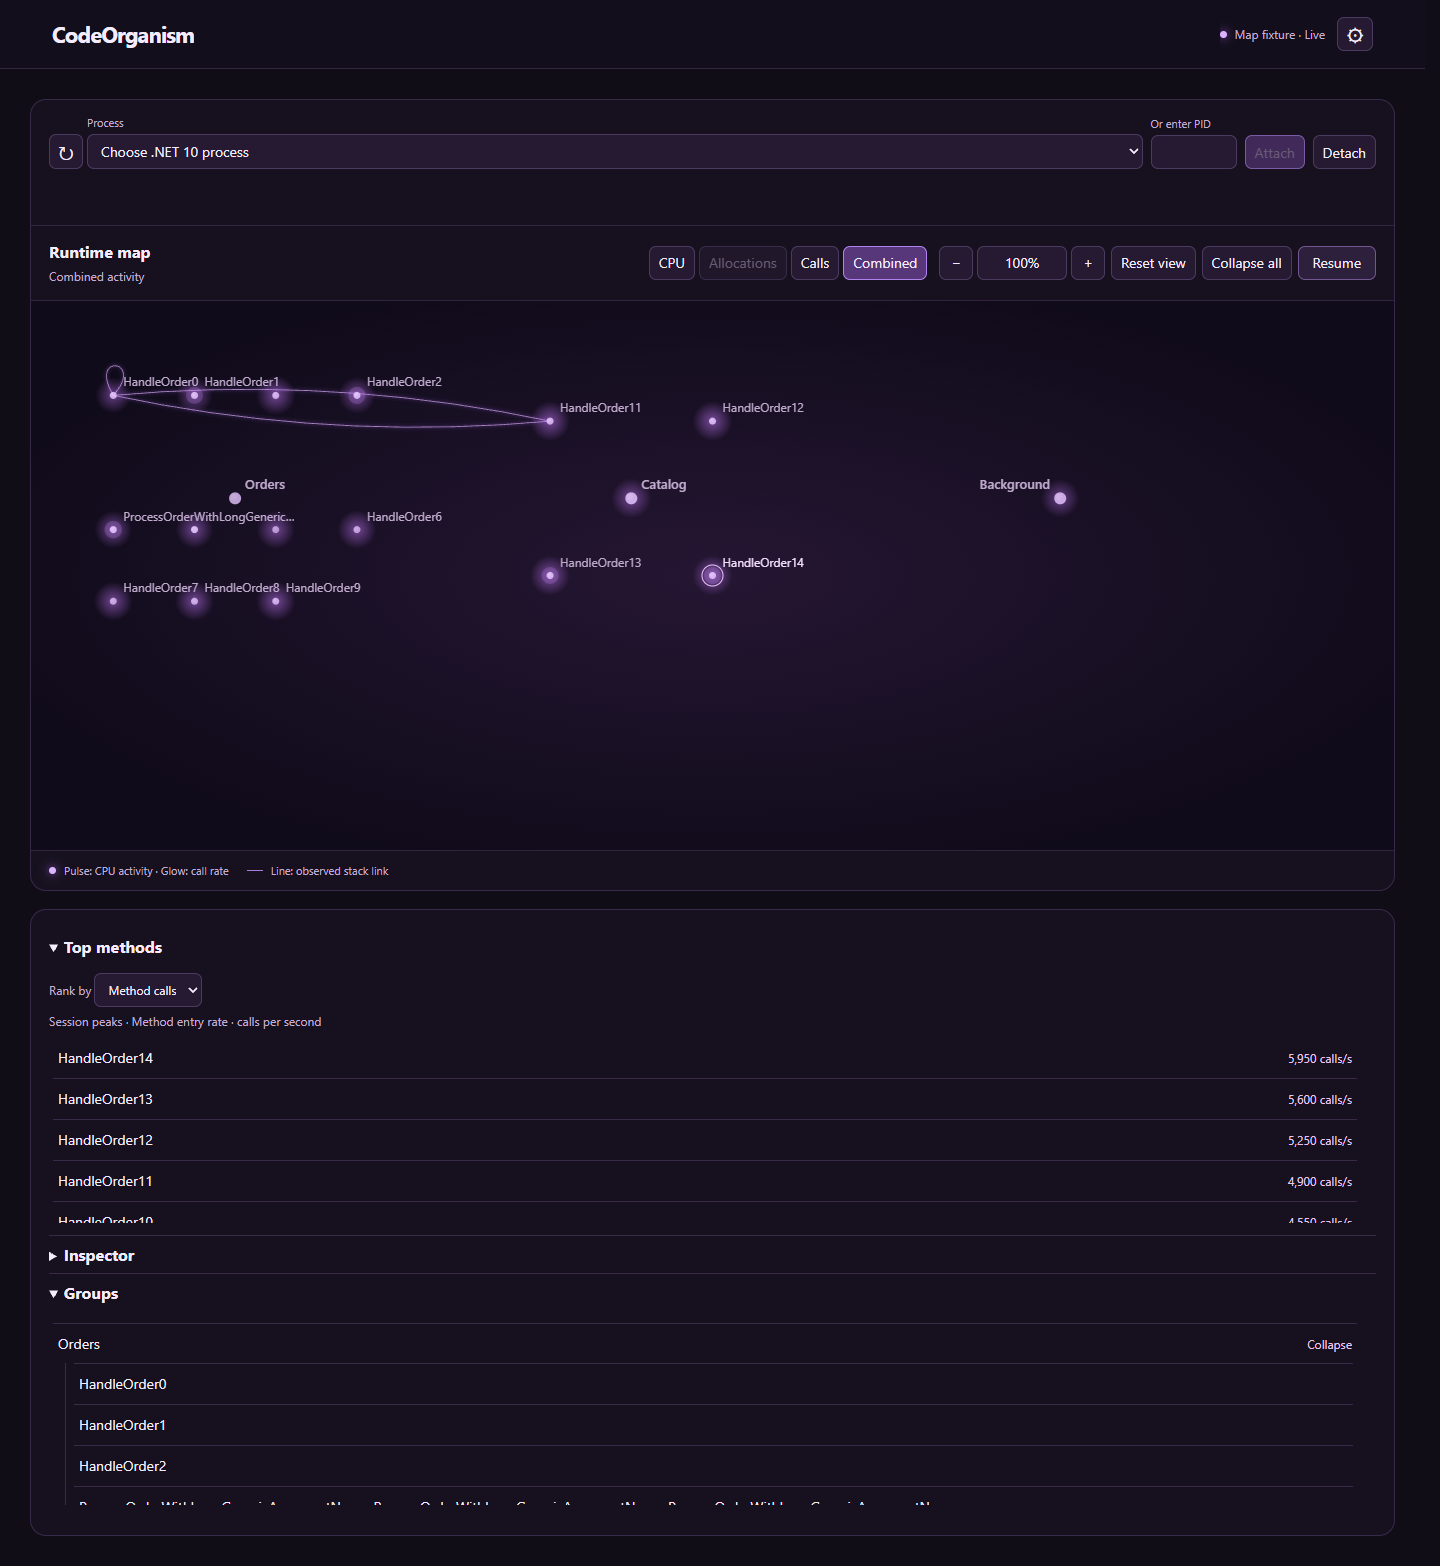 CodeOrganism
Map fixture · Live
Process
Or enter PID
Choose .NET 10 process
Attach
Detach
Runtime map
Combined activity
CPU
Allocations
Calls
Combined
−
100%
+
Reset view
Collapse all
Resume
HandleOrder0
HandleOrder1
HandleOrder2
HandleOrder11
HandleOrder12
Orders
Catalog
Background
ProcessOrderWithLongGeneric...
HandleOrder6
HandleOrder13
HandleOrder14
HandleOrder7
HandleOrder8
HandleOrder9
Pulse: CPU activity · Glow: call rate
Line: observed stack link
Top methods
Rank by
Method calls
Session peaks · Method entry rate · calls per second
HandleOrder14
5,950 calls/s
HandleOrder13
5,600 calls/s
HandleOrder12
5,250 calls/s
HandleOrder11
4,900 calls/s
HandleOrder10
4,550 calls/s
Inspector
Groups
Orders
Collapse
HandleOrder0
HandleOrder1
HandleOrder2